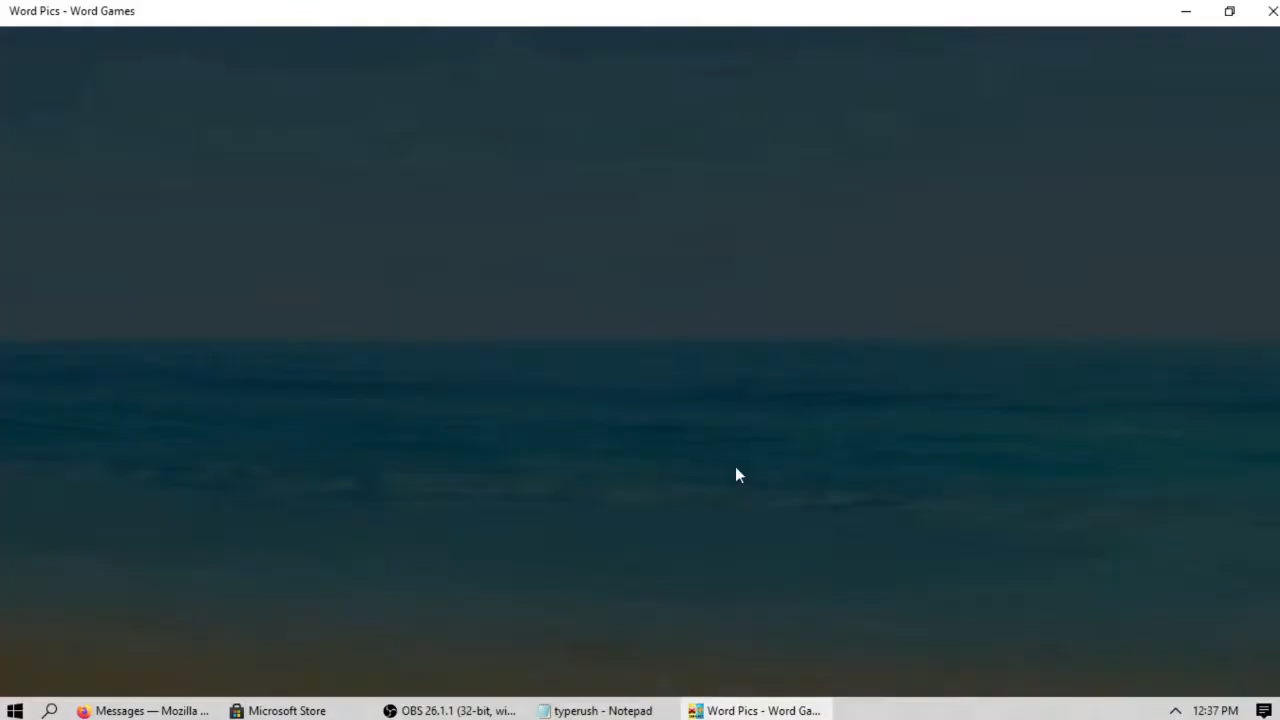 Word Pics - Word Games
Messages — Mozilla ...
Microsoft Store
OBS 26.1.1 (32-bit, wi...
typerush - Notepad
Word Pics - Word Ga...
12:37 PM